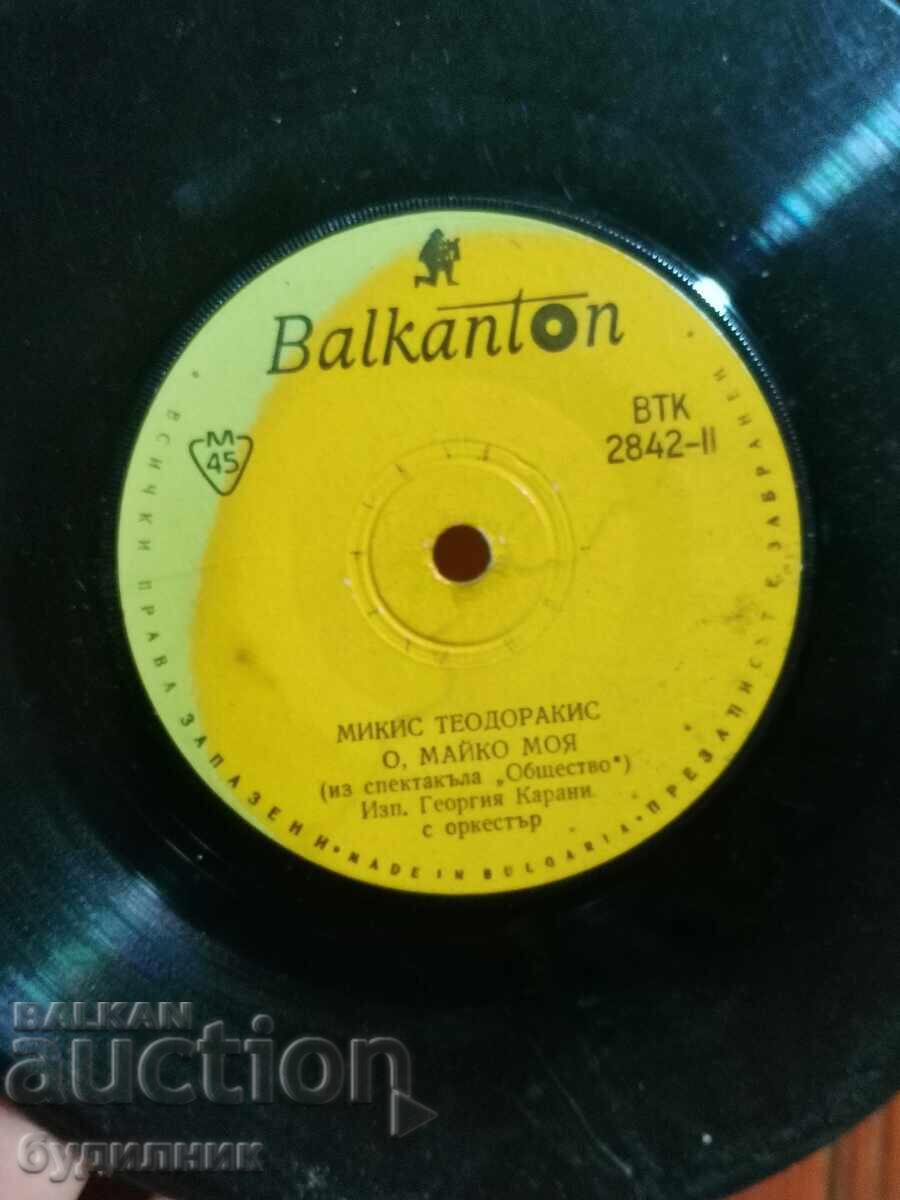 Balkanton
М
45
ВТК
2842-II
МИКИС ТЕОДОРАКИС
О, МАЙКО МОЯ
(из спектакъла „Общество“)
Изп. Георгия Карани
с оркестър
• ВСИЧКИ ПРАВА ЗАПАЗЕНИ • MADE IN BULGARIA • ПРЕЗАПИСЪТ Е ЗАБРАНЕН •
BALKAN
auction
будилник